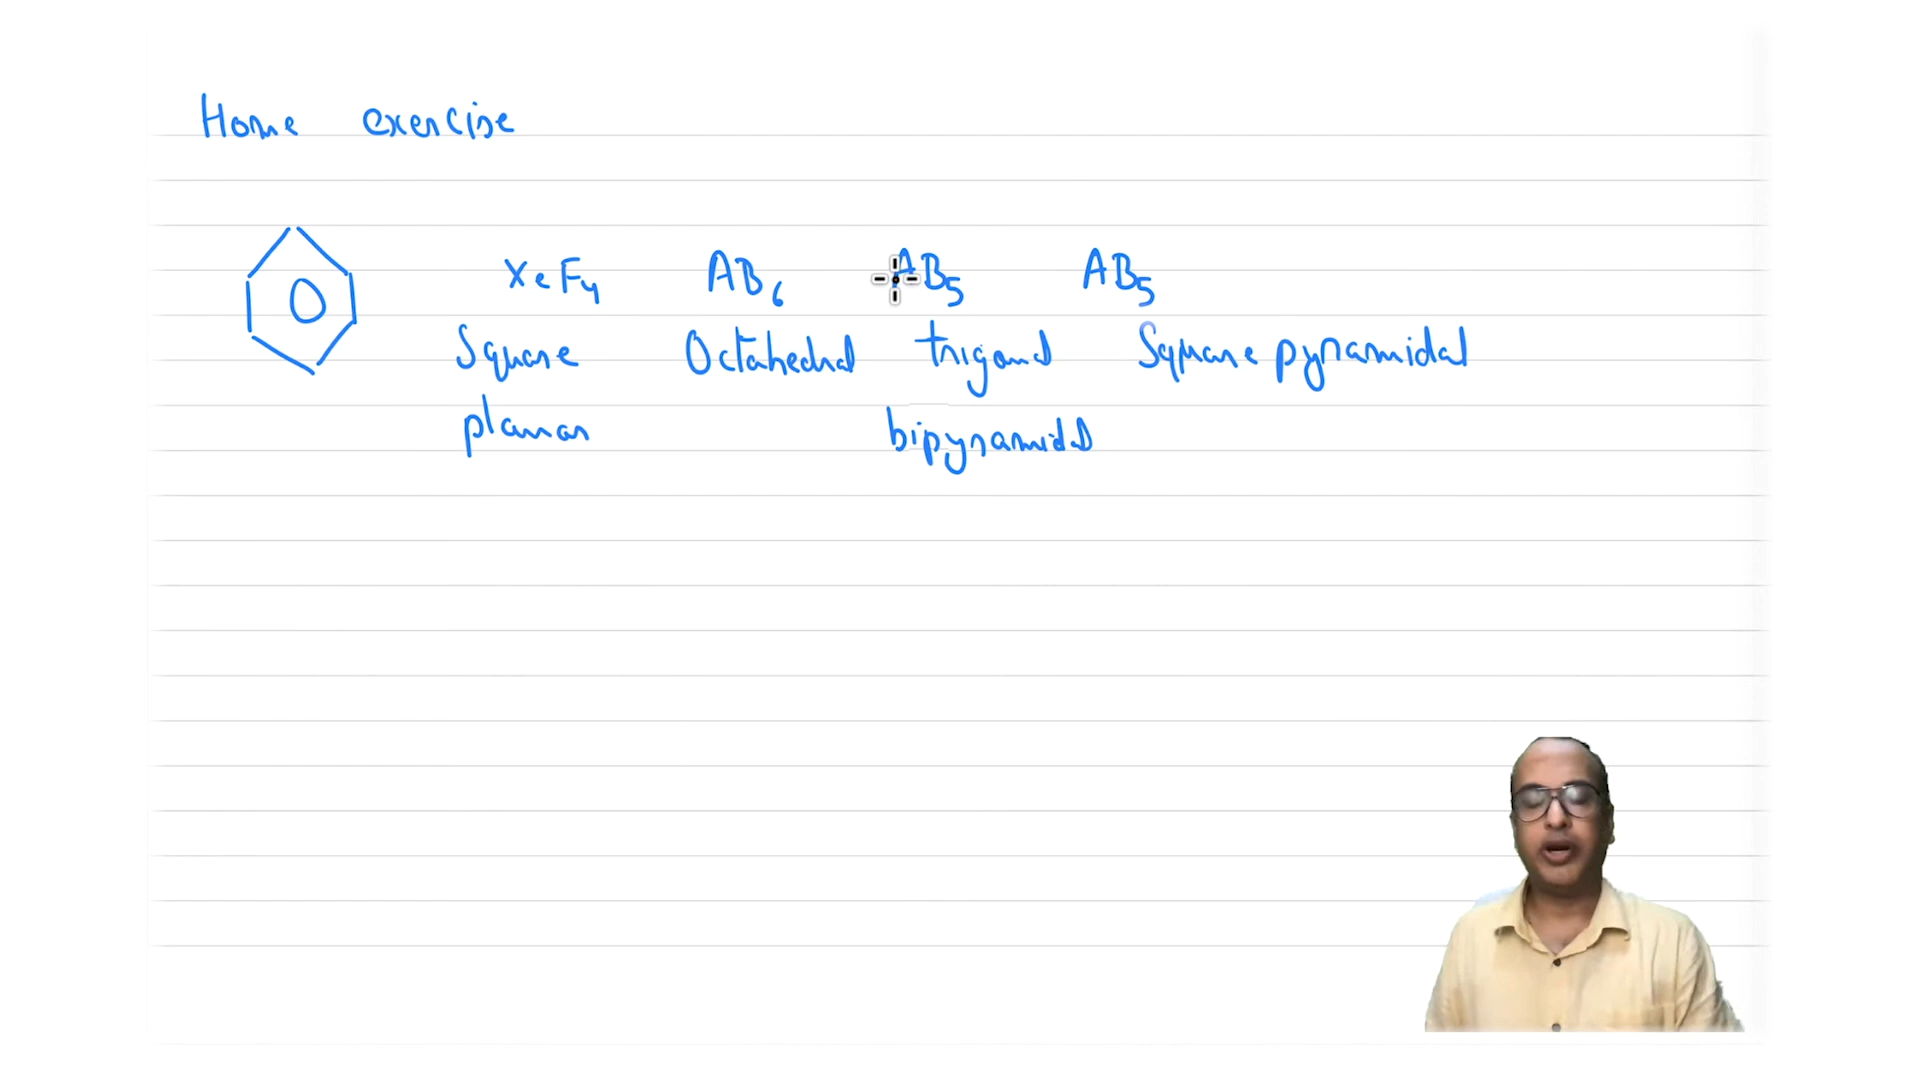 Home exercise
XeF4 AB6 AB5 AB5
Square Octahedral trigonal Square pyramidal
planar bipyramidal